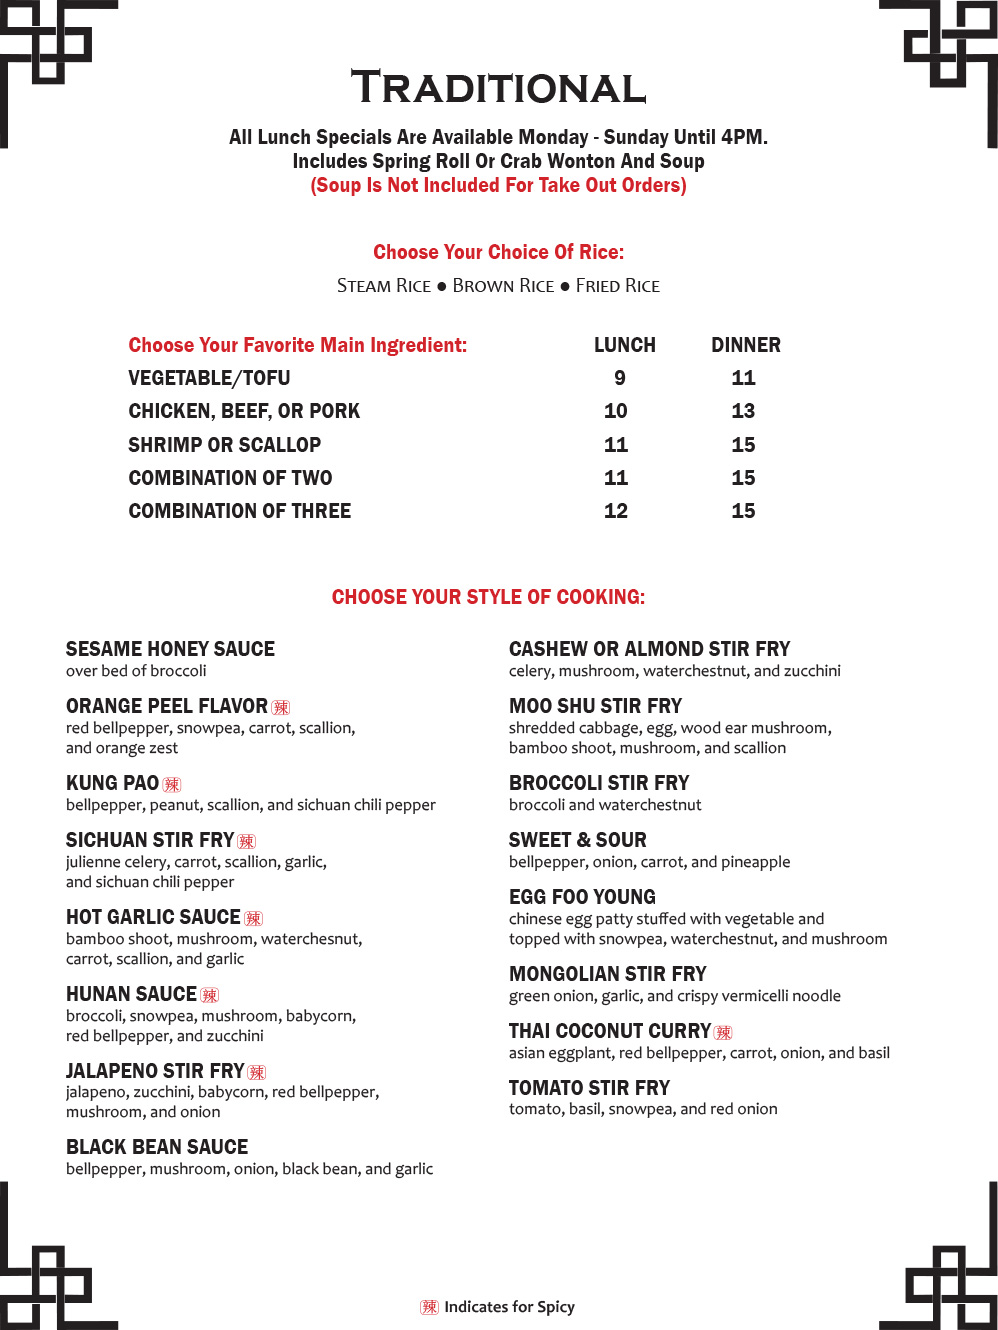 TRADITIONAL
All Lunch Specials Are Available Monday - Sunday Until 4PM.
Includes Spring Roll Or Crab Wonton And Soup
(Soup Is Not Included For Take Out Orders)
Choose Your Choice Of Rice:
STEAM RICE ● BROWN RICE ● FRIED RICE
Choose Your Favorite Main Ingredient: LUNCH DINNER
VEGETABLE/TOFU 9 11
CHICKEN, BEEF, OR PORK 10 13
SHRIMP OR SCALLOP 11 15
COMBINATION OF TWO 11 15
COMBINATION OF THREE 12 15
CHOOSE YOUR STYLE OF COOKING:
SESAME HONEY SAUCE
over bed of broccoli
ORANGE PEEL FLAVOR 辣
red bellpepper, snowpea, carrot, scallion,
and orange zest
KUNG PAO 辣
bellpepper, peanut, scallion, and sichuan chili pepper
SICHUAN STIR FRY 辣
julienne celery, carrot, scallion, garlic,
and sichuan chili pepper
HOT GARLIC SAUCE 辣
bamboo shoot, mushroom, waterchesnut,
carrot, scallion, and garlic
HUNAN SAUCE 辣
broccoli, snowpea, mushroom, babycorn,
red bellpepper, and zucchini
JALAPENO STIR FRY 辣
jalapeno, zucchini, babycorn, red bellpepper,
mushroom, and onion
BLACK BEAN SAUCE
bellpepper, mushroom, onion, black bean, and garlic
CASHEW OR ALMOND STIR FRY
celery, mushroom, waterchestnut, and zucchini
MOO SHU STIR FRY
shredded cabbage, egg, wood ear mushroom,
bamboo shoot, mushroom, and scallion
BROCCOLI STIR FRY
broccoli and waterchestnut
SWEET & SOUR
bellpepper, onion, carrot, and pineapple
EGG FOO YOUNG
chinese egg patty stuffed with vegetable and
topped with snowpea, waterchestnut, and mushroom
MONGOLIAN STIR FRY
green onion, garlic, and crispy vermicelli noodle
THAI COCONUT CURRY 辣
asian eggplant, red bellpepper, carrot, onion, and basil
TOMATO STIR FRY
tomato, basil, snowpea, and red onion
辣 Indicates for Spicy